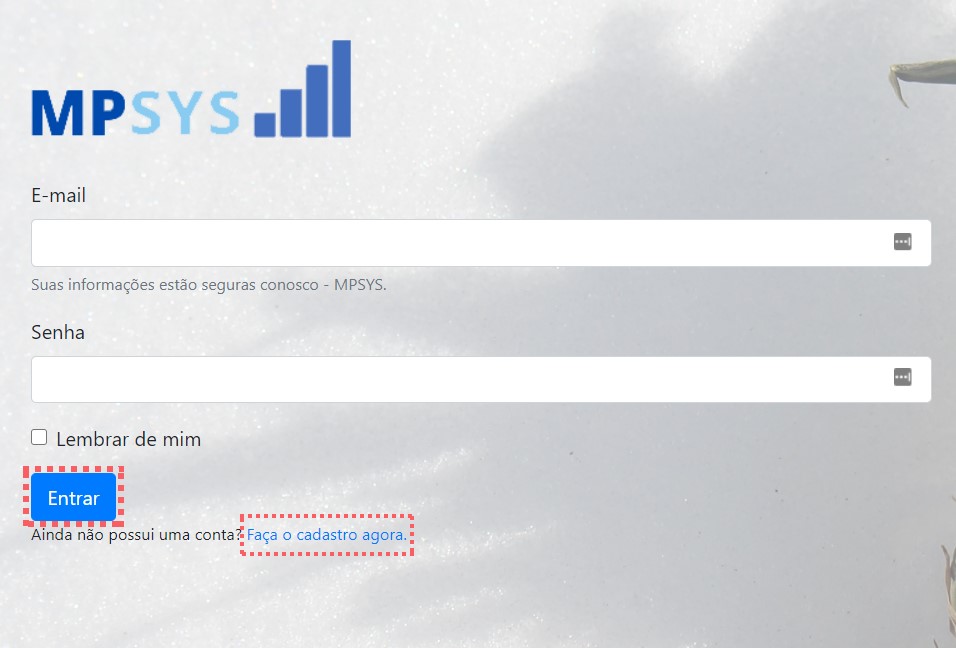 MPSYS
E-mail
Suas informações estão seguras conosco - MPSYS.
Senha
Lembrar de mim
Entrar
Ainda não possui uma conta? Faça o cadastro agora.